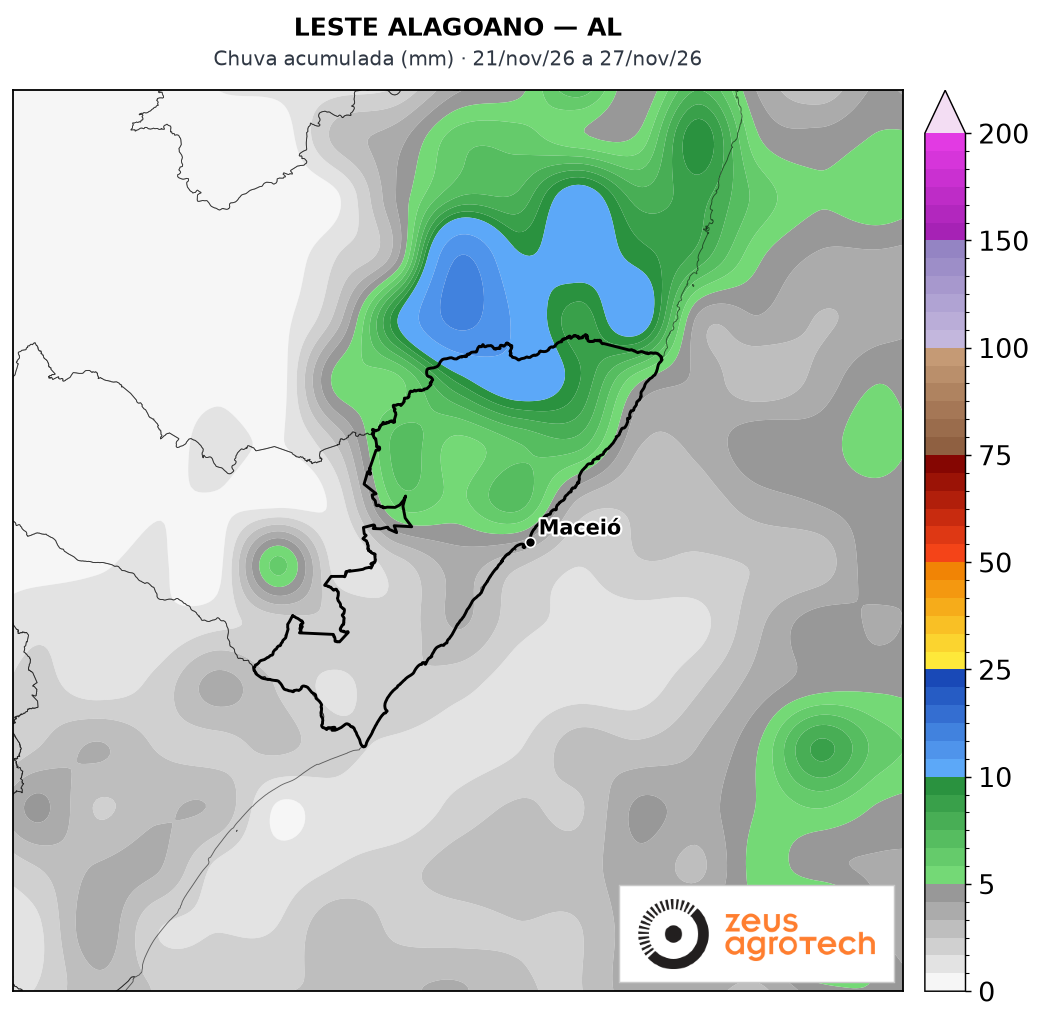 LESTE ALAGOANO — AL
Chuva acumulada (mm) · 21/nov/26 a 27/nov/26
200
150
100
75
50
25
10
5
0
Maceió
zeus
agrotech